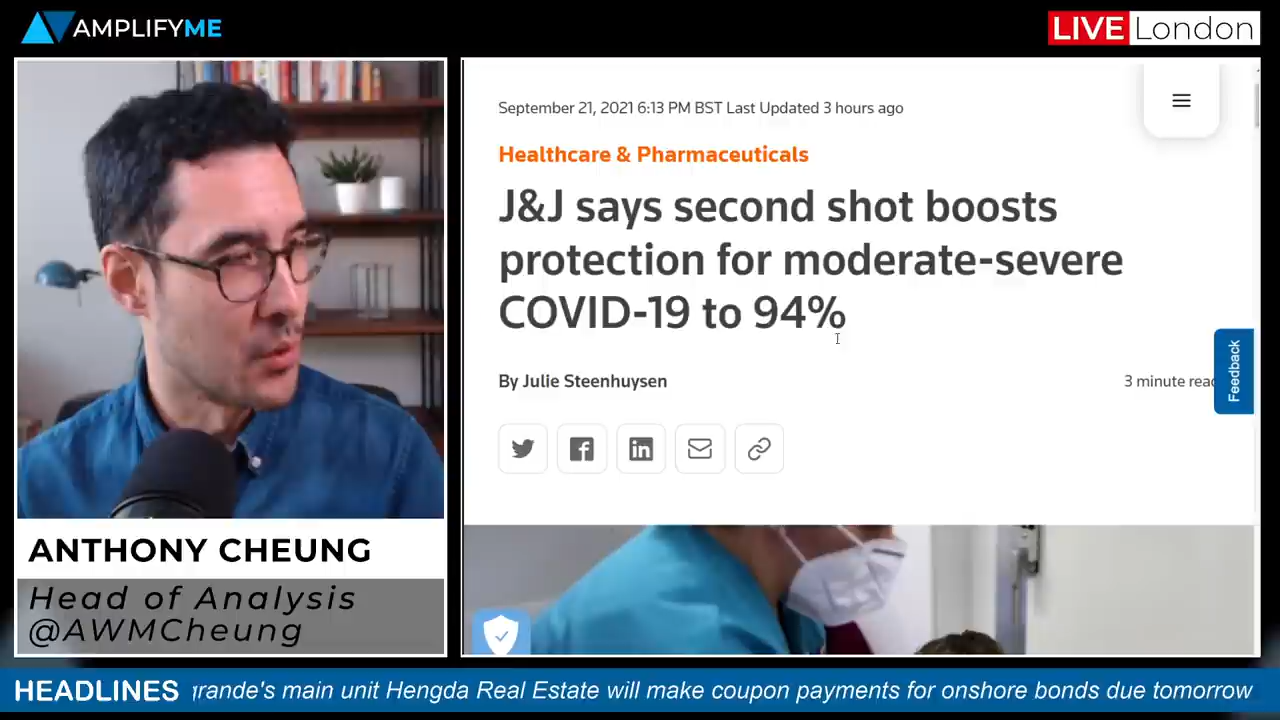 AMPLIFYME
LIVE London
September 21, 2021 6:13 PM BST Last Updated 3 hours ago
Healthcare & Pharmaceuticals
J&J says second shot boosts
protection for moderate-severe
COVID-19 to 94%
By Julie Steenhuysen
3 minute read
Feedback
ANTHONY CHEUNG
Head of Analysis
@AWMCheung
HEADLINES grande's main unit Hengda Real Estate will make coupon payments for onshore bonds due tomorrow